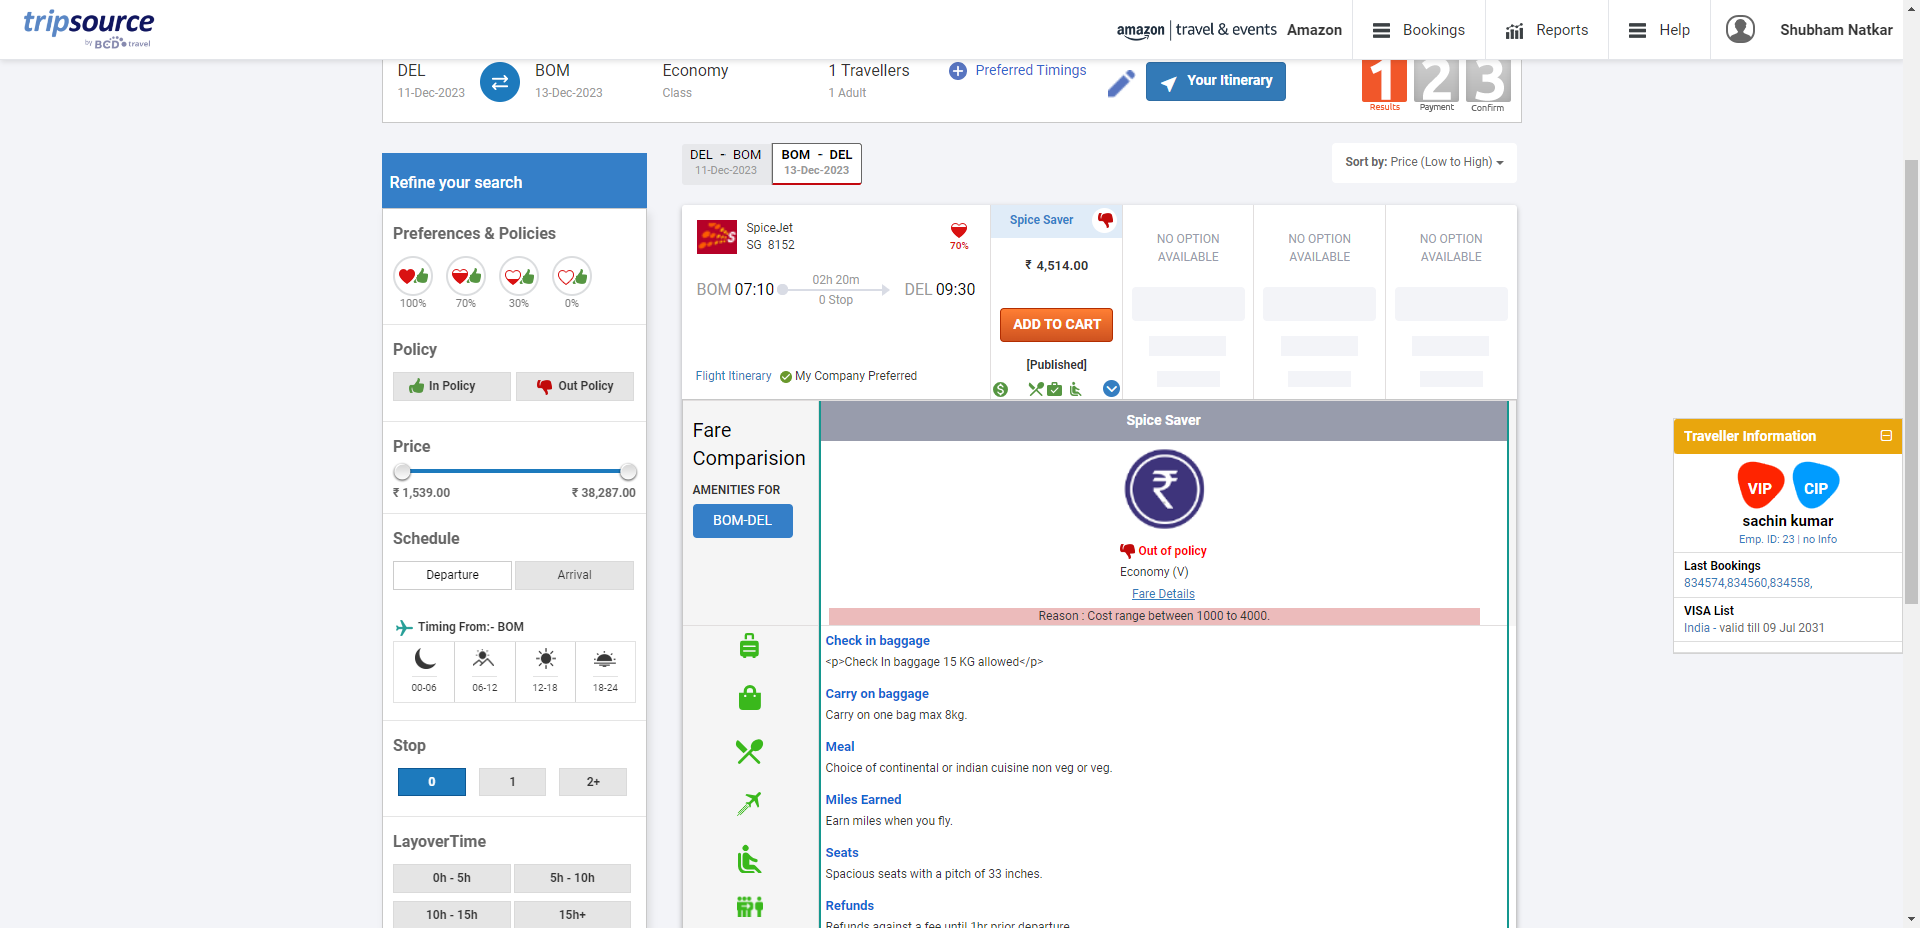 tripsource
by BCD travel
amazon | travel & events Amazon
Bookings
Reports
Help
Shubham Natkar
DEL
11-Dec-2023
BOM
13-Dec-2023
Economy
Class
1 Travellers
1 Adult
Preferred Timings
Your Itinerary
1
Results
2
Payment
3
Confirm
DEL - BOM
11-Dec-2023
BOM - DEL
13-Dec-2023
Sort by: Price (Low to High)
Refine your search
Preferences & Policies
100%
70%
30%
0%
Policy
In Policy
Out Policy
Price
₹ 1,539.00
₹ 38,287.00
Schedule
Departure
Arrival
Timing From:- BOM
00-06
06-12
12-18
18-24
Stop
0
1
2+
LayoverTime
0h - 5h
5h - 10h
10h - 15h
15h+
SpiceJet
SG 8152
70%
BOM 07:10
02h 20m
0 Stop
DEL 09:30
Flight Itinerary
My Company Preferred
Spice Saver
₹ 4,514.00
ADD TO CART
[Published]
NO OPTION
AVAILABLE
NO OPTION
AVAILABLE
NO OPTION
AVAILABLE
Fare
Comparision
AMENITIES FOR
BOM-DEL
Spice Saver
Out of policy
Economy (V)
Fare Details
Reason : Cost range between 1000 to 4000.
Check in baggage
<p>Check In baggage 15 KG allowed</p>
Carry on baggage
Carry on one bag max 8kg.
Meal
Choice of continental or indian cuisine non veg or veg.
Miles Earned
Earn miles when you fly.
Seats
Spacious seats with a pitch of 33 inches.
Refunds
Refunds against a fee until 1hr prior departure
Traveller Information
VIP
CIP
sachin kumar
Emp. ID: 23 | no Info
Last Bookings
834574,834560,834558,
VISA List
India - valid till 09 Jul 2031